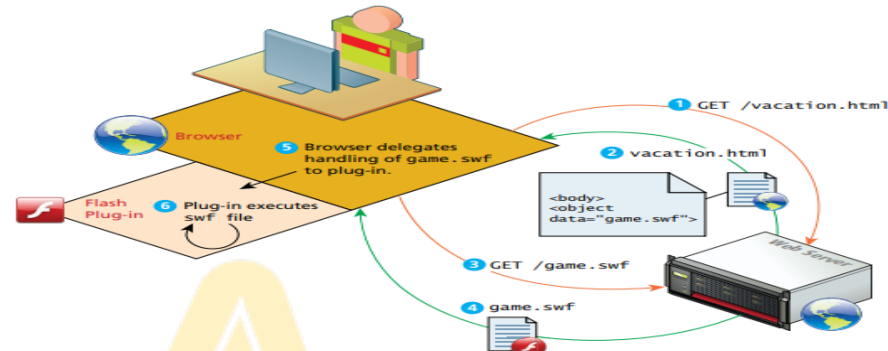 1 GET /vacation.html
Browser
5 Browser delegates
handling of game.swf
to plug-in.
2 vacation.html
<body>
<object
data="game.swf">
Flash
Plug-in
6 Plug-in executes
swf file
Web Server
3 GET /game.swf
4 game.swf